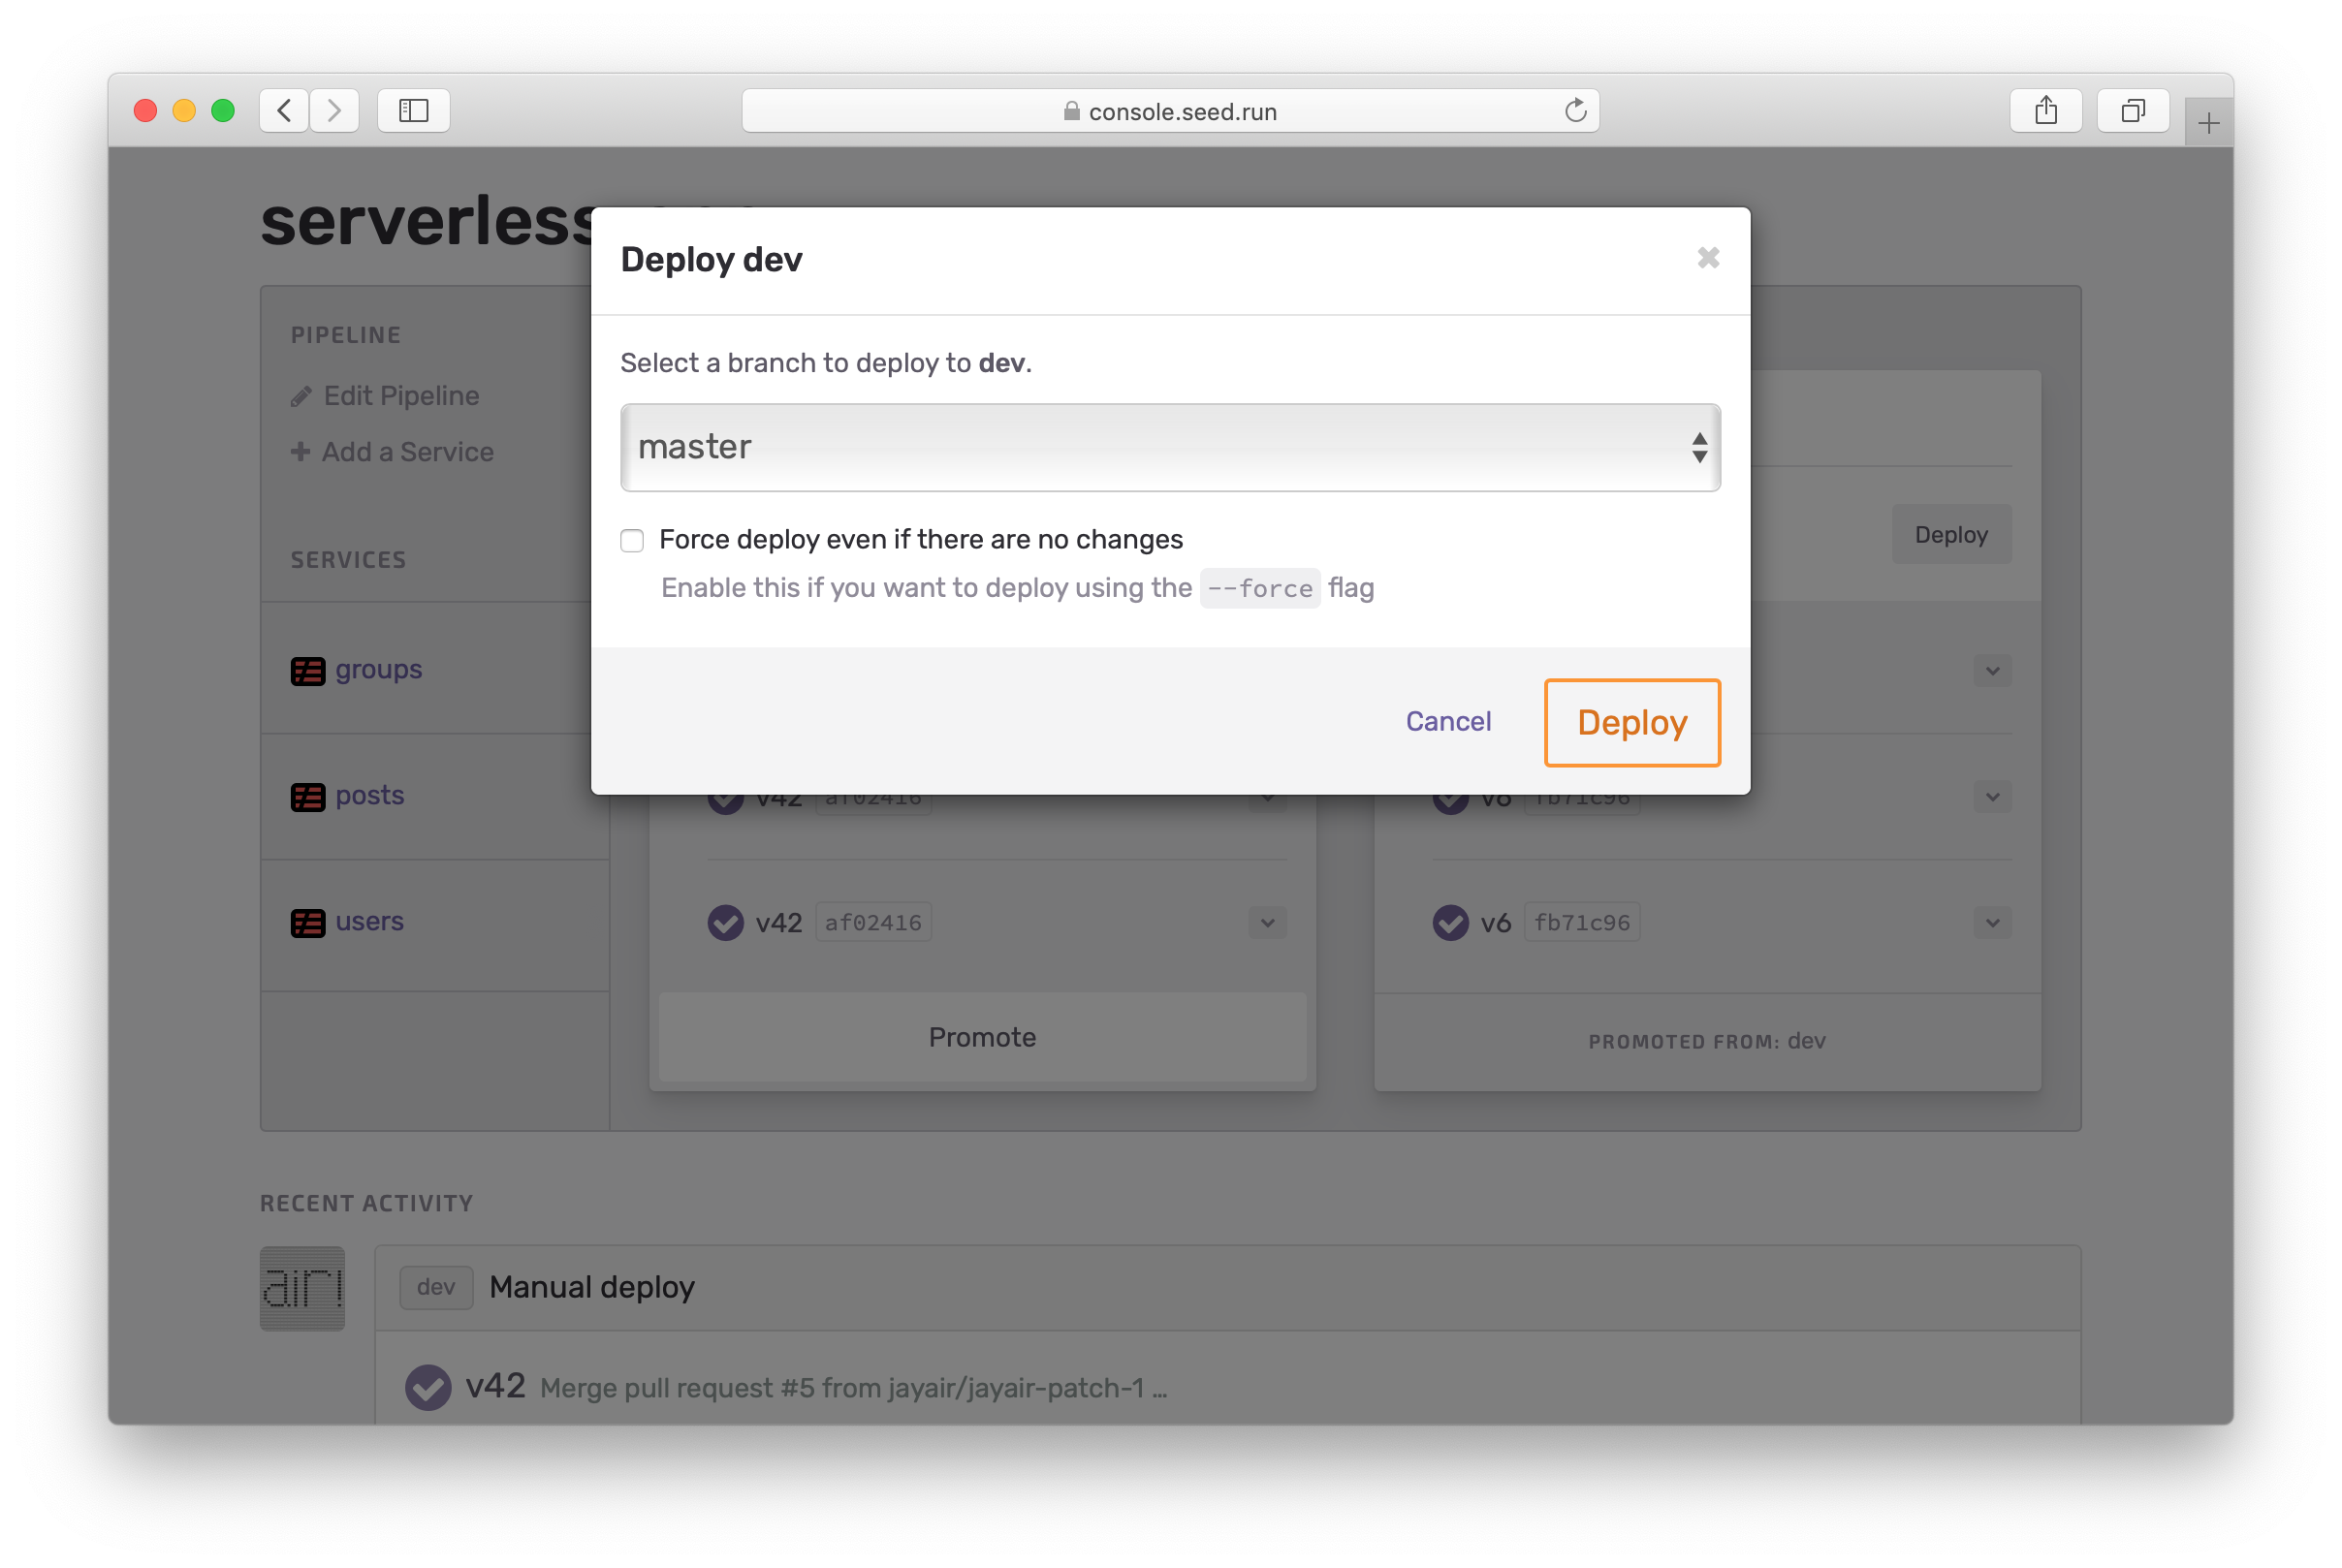 console.seed.run
serverless
Deploy dev
PIPELINE
Select a branch to deploy to dev.
Edit Pipeline
master
Add a Service
Force deploy even if there are no changes
Deploy
Enable this if you want to deploy using the --force flag
SERVICES
groups
Cancel
Deploy
posts
v42 af02416
v6 fb71c96
users
v42 af02416
v6 fb71c96
Promote
PROMOTED FROM: dev
RECENT ACTIVITY
dev Manual deploy
v42 Merge pull request #5 from jayair/jayair-patch-1 ...